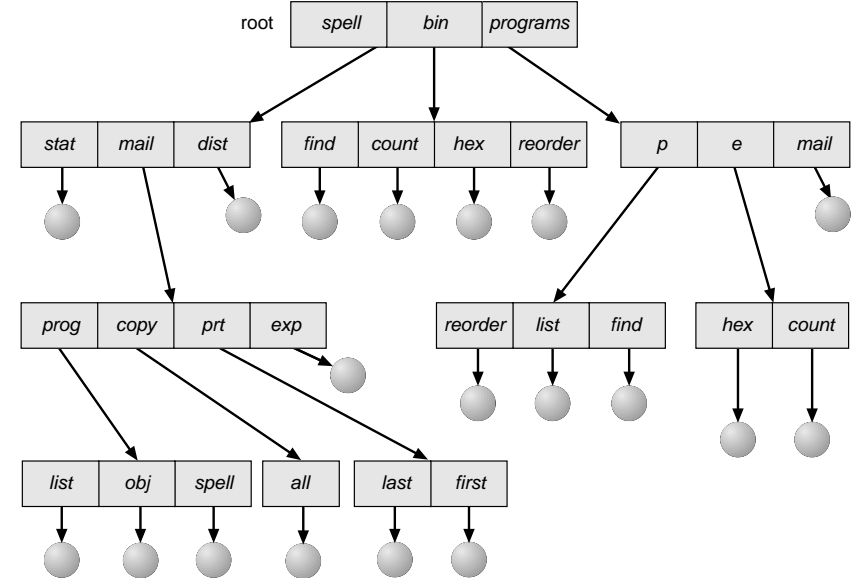 root spell bin programs
stat mail dist find count hex reorder p e mail
prog copy prt exp reorder list find hex count
list obj spell all last first